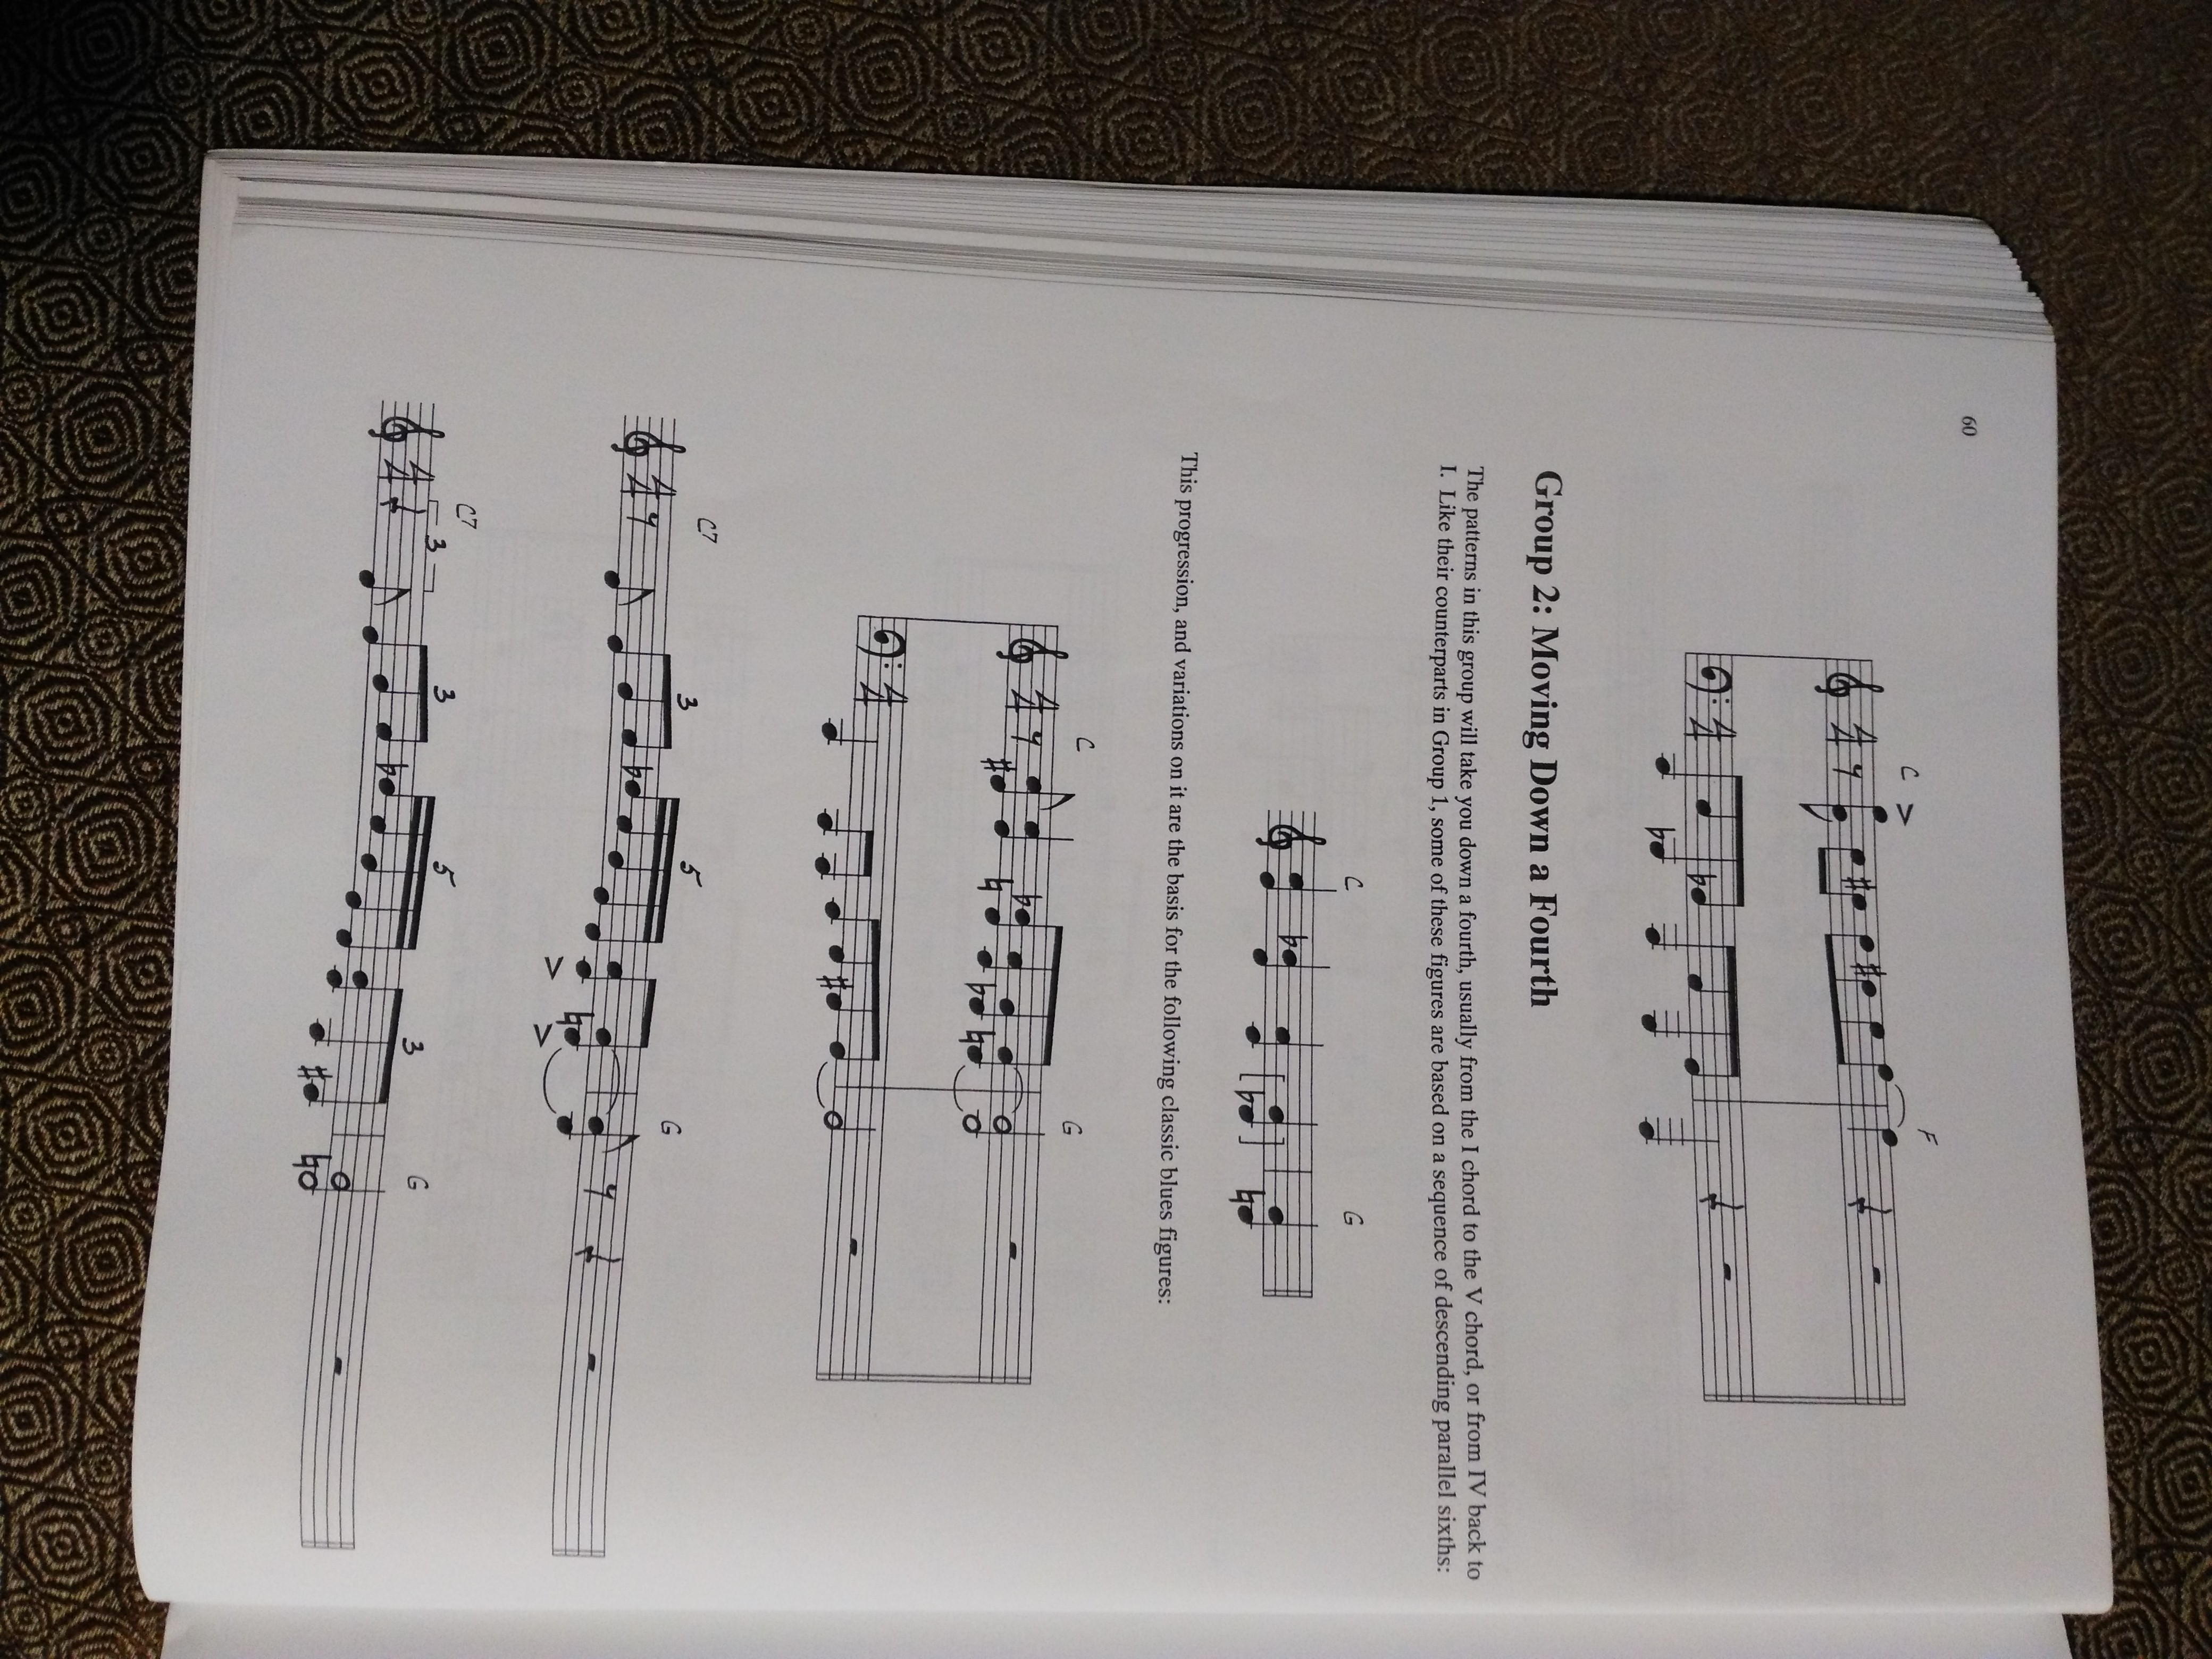 60
C > F
Group 2: Moving Down a Fourth
The patterns in this group will take you down a fourth, usually from the I chord to the V chord, or from IV back to
I. Like their counterparts in Group 1, some of these figures are based on a sequence of descending parallel sixths:
C G
This progression, and variations on it are the basis for the following classic blues figures:
C G
C7 G
3 5
C7 G
3 3 5 3